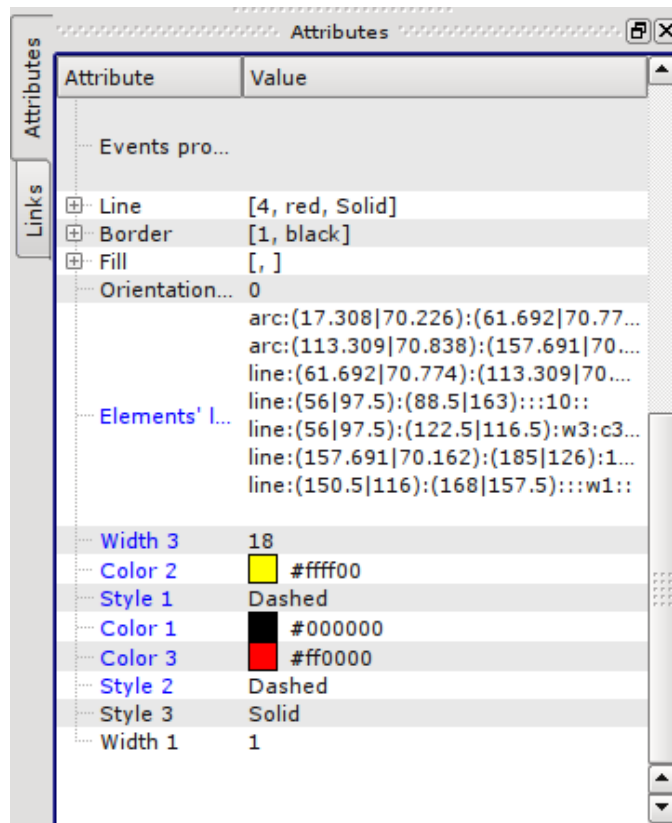 Attributes
Attributes
Links
Attribute Value
Events pro...
Line [4, red, Solid]
Border [1, black]
Fill [, ]
Orientation... 0
Elements' l...
arc:(17.308|70.226):(61.692|70.77...
arc:(113.309|70.838):(157.691|70....
line:(61.692|70.774):(113.309|70....
line:(56|97.5):(88.5|163):::10::
line:(56|97.5):(122.5|116.5):w3:c3...
line:(157.691|70.162):(185|126):1...
line:(150.5|116):(168|157.5):::w1::
Width 3 18
Color 2 #ffff00
Style 1 Dashed
Color 1 #000000
Color 3 #ff0000
Style 2 Dashed
Style 3 Solid
Width 1 1